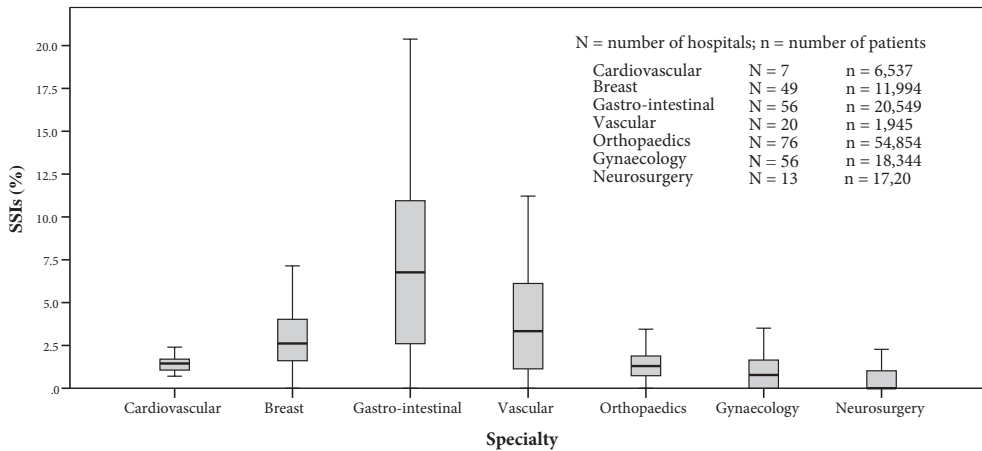 20.0
17.5
15.0
12.5
10.0
7.5
5.0
2.5
.0
SSIs (%)
N = number of hospitals; n = number of patients
Cardiovascular N = 7 n = 6,537
Breast N = 49 n = 11,994
Gastro-intestinal N = 56 n = 20,549
Vascular N = 20 n = 1,945
Orthopaedics N = 76 n = 54,854
Gynaecology N = 56 n = 18,344
Neurosurgery N = 13 n = 17,20
Cardiovascular Breast Gastro-intestinal Vascular Orthopaedics Gynaecology Neurosurgery
Specialty